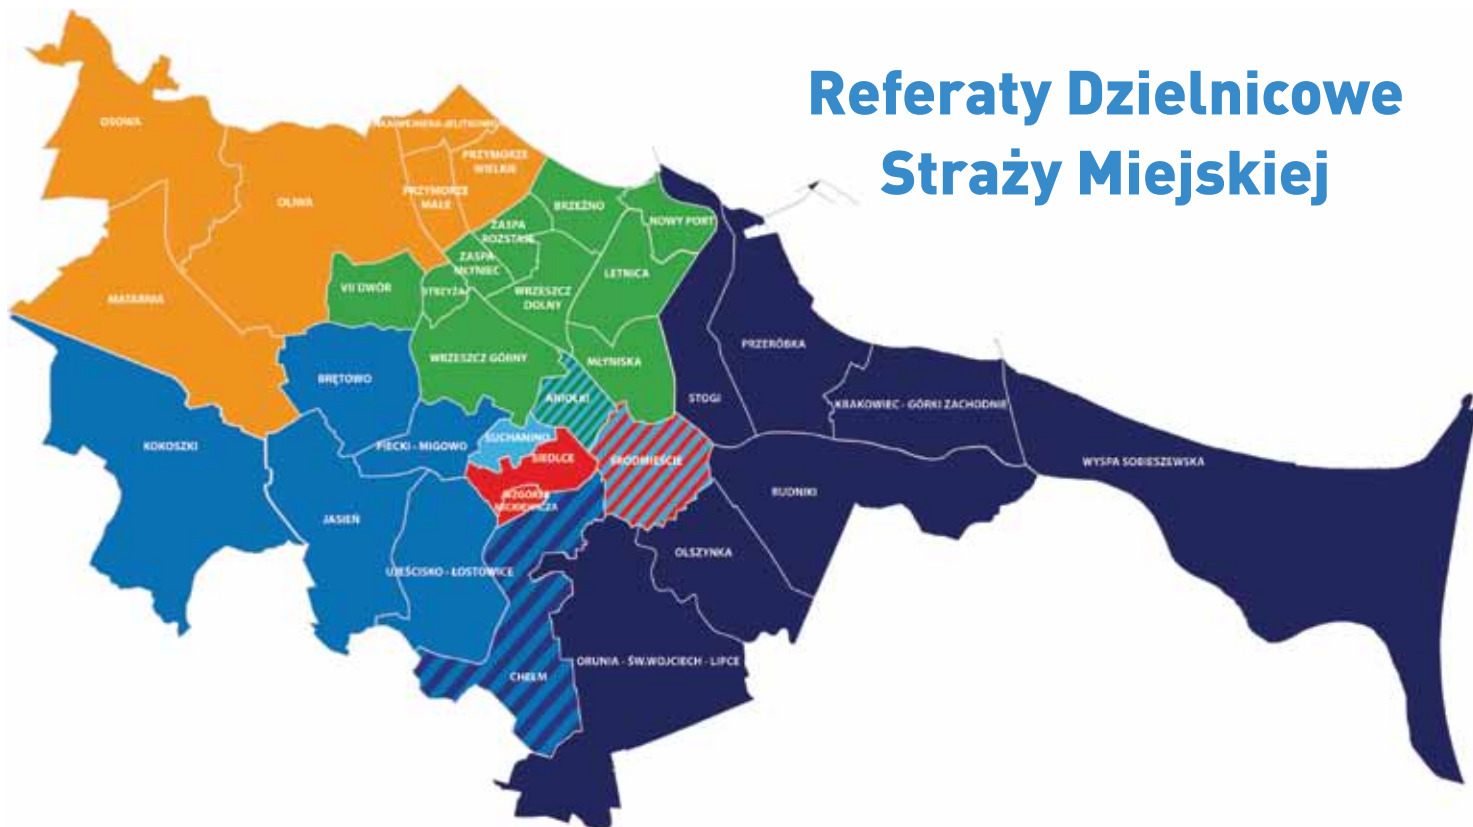 Referaty Dzielnicowe
Straży Miejskiej
OSOWA
OLIWA
PRZYMORZE
WIELKIE
PRZYMORZE
MAŁE
MATARNIA
VII DWÓR
STRZYŻA
ZASPA
ROZSTAJE
ZASPA
MŁYNIEC
BRZEŹNO
NOWY PORT
LETNICA
WRZESZCZ
DOLNY
WRZESZCZ GÓRNY
MŁYNISKA
BRĘTOWO
ANIOŁKI
KOKOSZKI
PIECKI - MIGOWO
SUCHANINO
SIEDLCE
WZGÓRZE
MICKIEWICZA
ŚRÓDMIEŚCIE
STOGI
PRZERÓBKA
KRAKOWIEC - GÓRKI ZACHODNIE
WYSPA SOBIESZEWSKA
RUDNIKI
JASIEŃ
UJEŚCISKO - ŁOSTOWICE
OLSZYNKA
CHEŁM
ORUNIA - ŚW.WOJCIECH - LIPCE